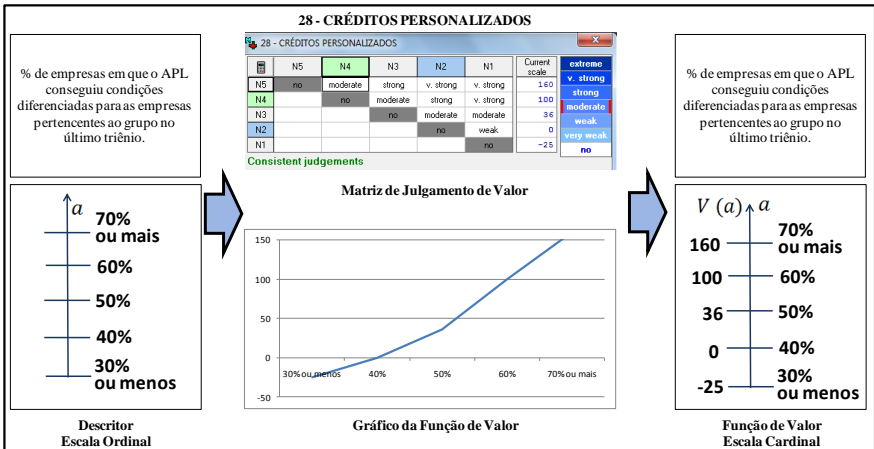 28 - CRÉDITOS PERSONALIZADOS
% de empresas em que o APL
conseguiu condições
diferenciadas para as empresas
pertencentes ao grupo no
último triênio.
a
70%
ou mais
60%
50%
40%
30%
ou menos
Descritor
Escala Ordinal
28 - CRÉDITOS PERSONALIZADOS
N5 N4 N3 N2 N1 Current
scale
N5 no moderate strong v. strong v. strong 160
N4 no moderate strong v. strong 100
N3 no moderate moderate 36
N2 no weak 0
N1 no -25
extreme
v. strong
strong
moderate
weak
very weak
no
Consistent judgements
Matriz de Julgamento de Valor
150
100
50
0
-50
30% ou menos 40% 50% 60% 70% ou mais
Gráfico da Função de Valor
% de empresas em que o APL
conseguiu condições
diferenciadas para as empresas
pertencentes ao grupo no
último triênio.
V (a) a
160 70%
ou mais
100 60%
36 50%
0 40%
-25 30%
ou menos
Função de Valor
Escala Cardinal